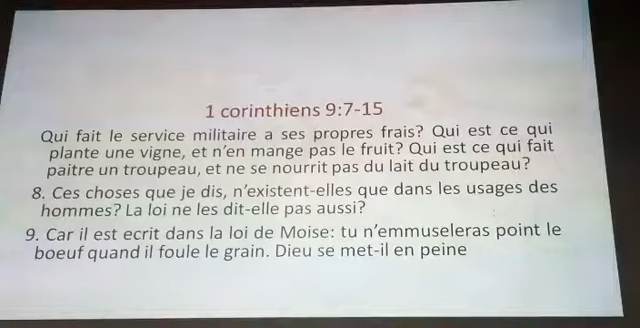 1 corinthiens 9:7-15
Qui fait le service militaire a ses propres frais? Qui est ce qui
plante une vigne, et n'en mange pas le fruit? Qui est ce qui fait
paitre un troupeau, et ne se nourrit pas du lait du troupeau?
8. Ces choses que je dis, n'existent-elles que dans les usages des
hommes? La loi ne les dit-elle pas aussi?
9. Car il est ecrit dans la loi de Moise: tu n'emmuseleras point le
boeuf quand il foule le grain. Dieu se met-il en peine